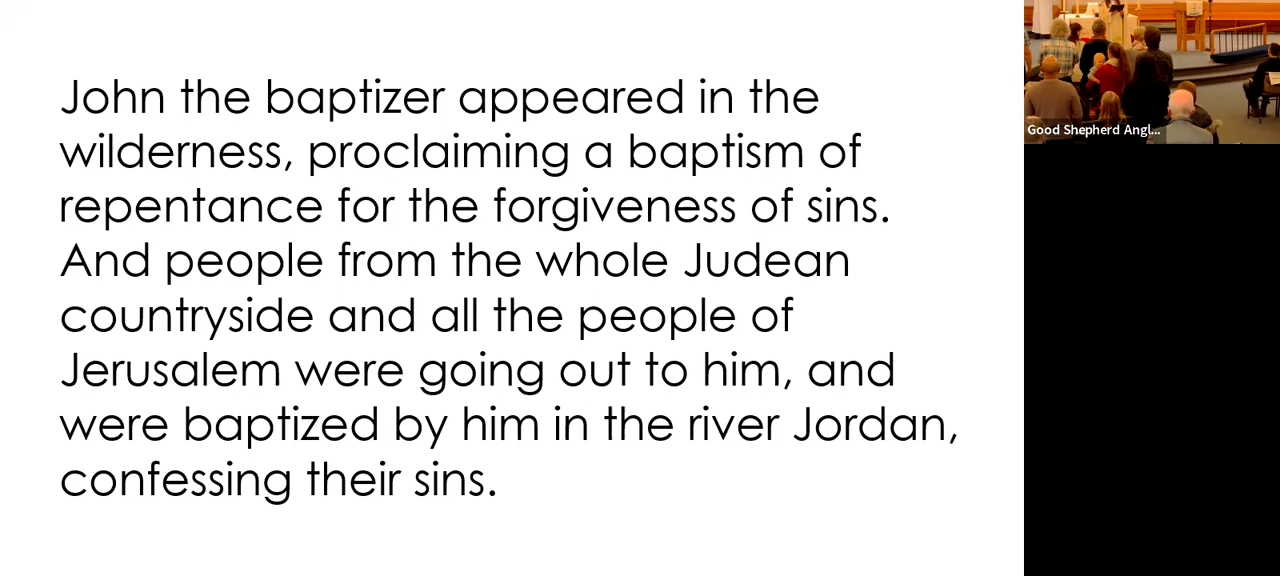 John the baptizer appeared in the
wilderness, proclaiming a baptism of
repentance for the forgiveness of sins.
And people from the whole Judean
countryside and all the people of
Jerusalem were going out to him, and
were baptized by him in the river Jordan,
confessing their sins.
Good Shepherd Angl...